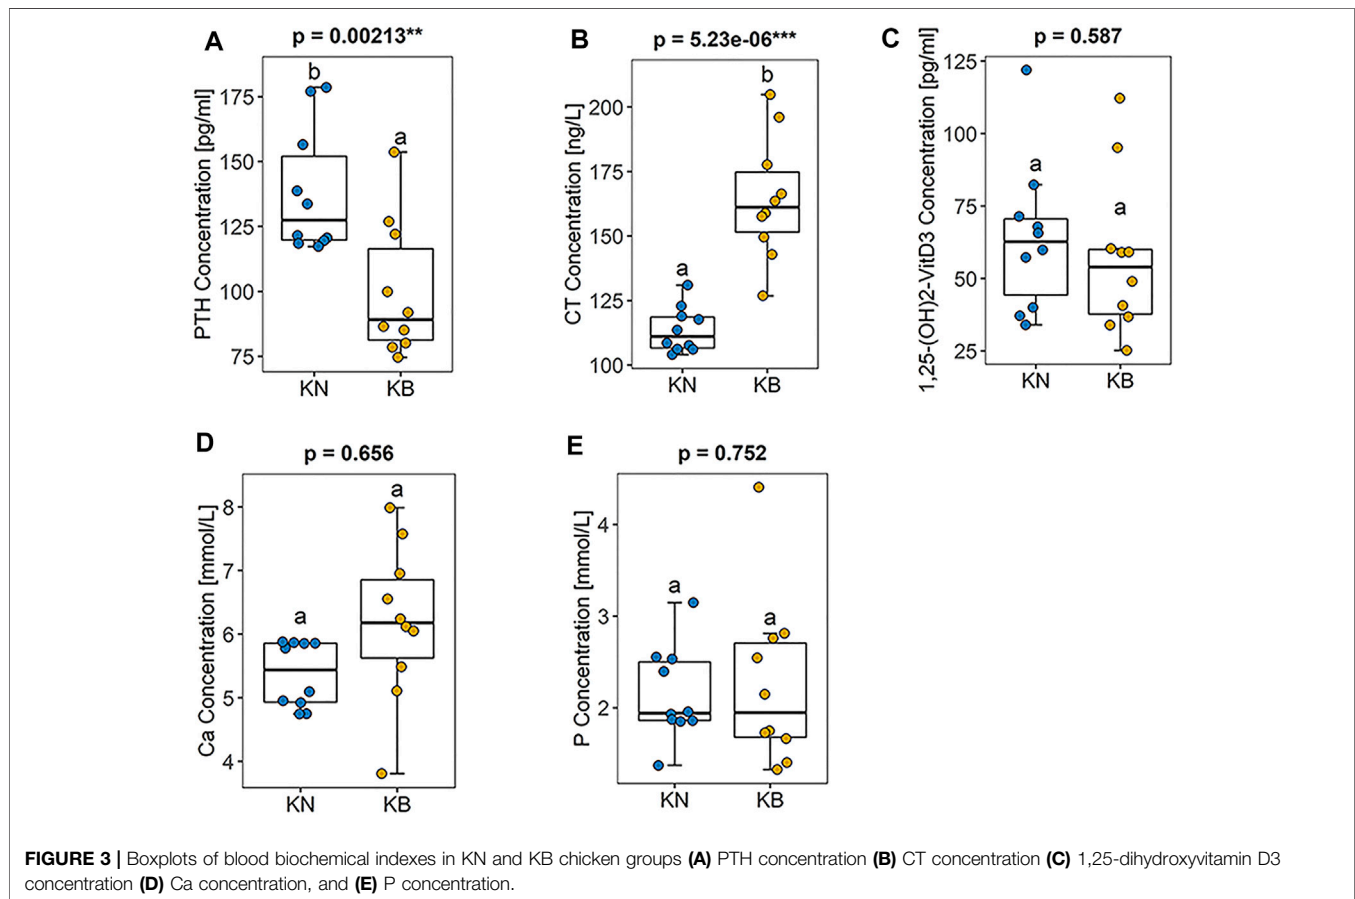 A
p = 0.00213**
PTH Concentration [pg/ml]
175
150
125
100
75
b
a
KN
KB
B
p = 5.23e-06***
CT Concentration [ng/L]
200
175
150
125
100
a
b
KN
KB
C
p = 0.587
1,25-(OH)2-VitD3 Concentration [pg/ml]
125
100
75
50
25
a
a
KN
KB
D
p = 0.656
Ca Concentration [mmol/L]
8
7
6
5
4
a
a
KN
KB
E
p = 0.752
P Concentration [mmol/L]
4
3
2
a
a
KN
KB
FIGURE 3 | Boxplots of blood biochemical indexes in KN and KB chicken groups (A) PTH concentration (B) CT concentration (C) 1,25-dihydroxyvitamin D3
concentration (D) Ca concentration, and (E) P concentration.